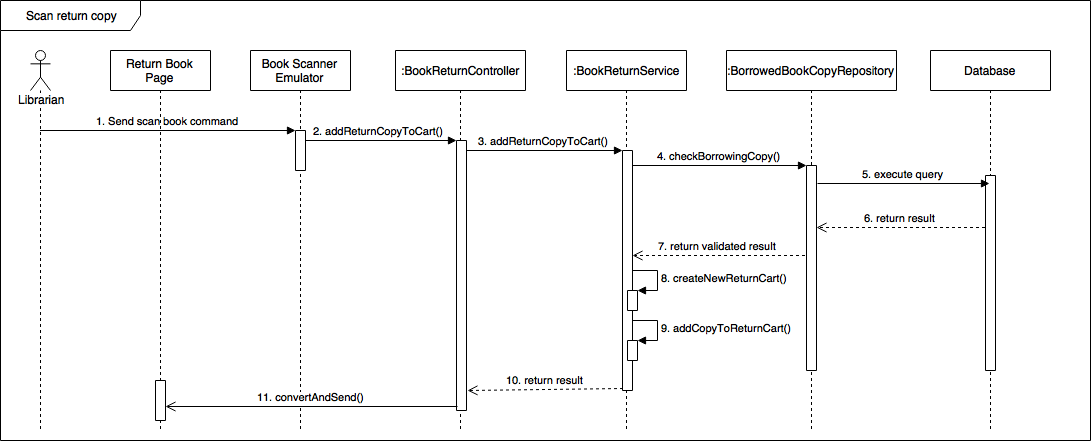 Scan return copy
Librarian
Return Book
Page
Book Scanner
Emulator
:BookReturnController
:BookReturnService
:BorrowedBookCopyRepository
Database
1. Send scan book command
2. addReturnCopyToCart()
3. addReturnCopyToCart()
4. checkBorrowingCopy()
5. execute query
6. return result
7. return validated result
8. createNewReturnCart()
9. addCopyToReturnCart()
10. return result
11. convertAndSend()